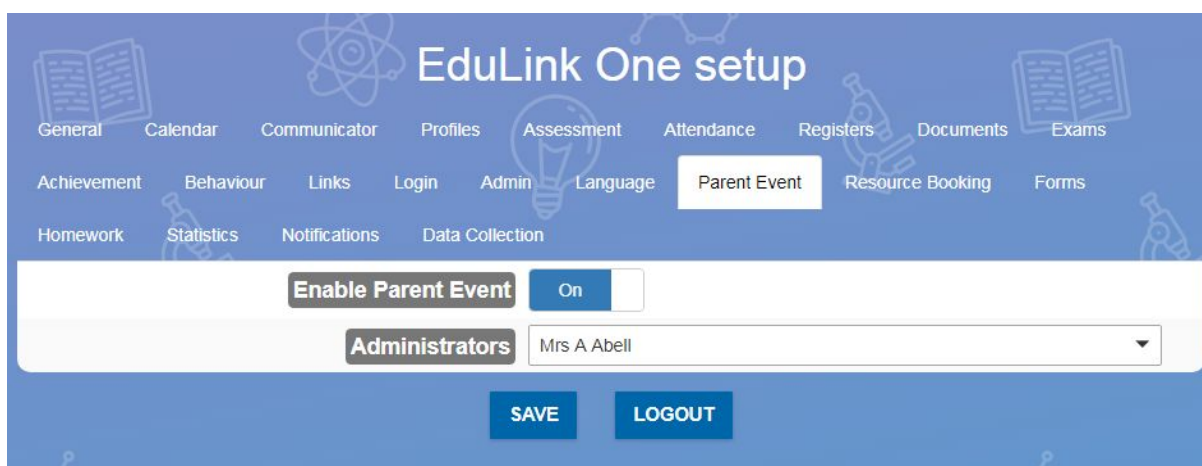 EduLink One setup
General Calendar Communicator Profiles Assessment Attendance Registers Documents Exams
Achievement Behaviour Links Login Admin Language Parent Event Resource Booking Forms
Homework Statistics Notifications Data Collection
Enable Parent Event On
Administrators Mrs A Abell
SAVE LOGOUT